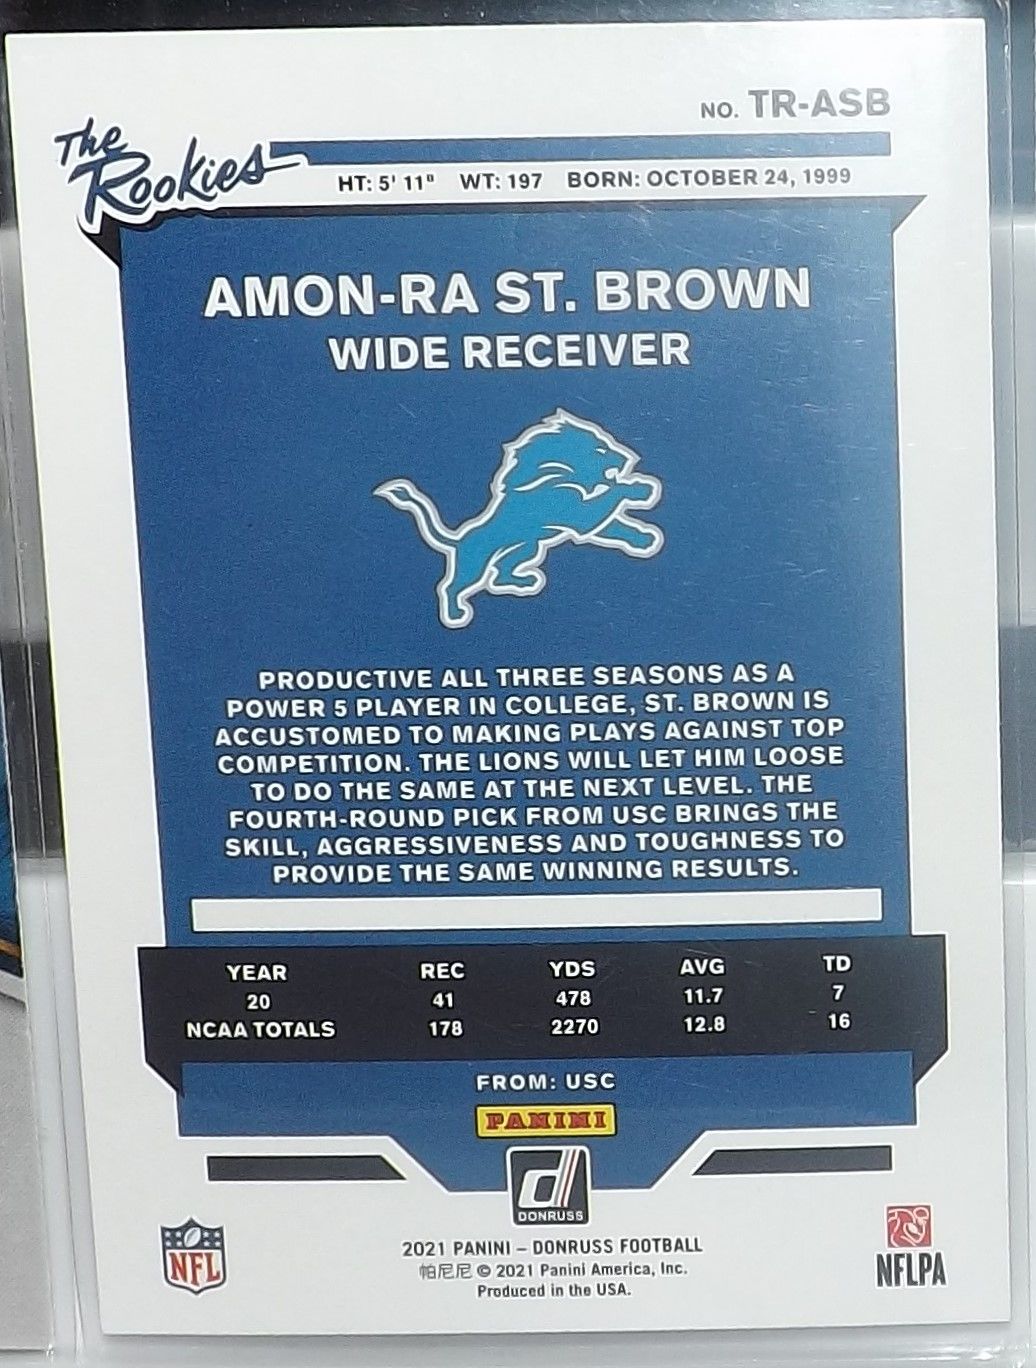 NO. TR-ASB
The
Rookies
HT: 5' 11" WT: 197 BORN: OCTOBER 24, 1999
AMON-RA ST. BROWN
WIDE RECEIVER
PRODUCTIVE ALL THREE SEASONS AS A
POWER 5 PLAYER IN COLLEGE, ST. BROWN IS
ACCUSTOMED TO MAKING PLAYS AGAINST TOP
COMPETITION. THE LIONS WILL LET HIM LOOSE
TO DO THE SAME AT THE NEXT LEVEL. THE
FOURTH-ROUND PICK FROM USC BRINGS THE
SKILL, AGGRESSIVENESS AND TOUGHNESS TO
PROVIDE THE SAME WINNING RESULTS.
YEAR REC YDS AVG TD
20 41 478 11.7 7
NCAA TOTALS 178 2270 12.8 16
FROM: USC
PANINI
d
DONRUSS
2021 PANINI – DONRUSS FOOTBALL
帕尼尼 © 2021 Panini America, Inc.
Produced in the USA.
NFL
NFLPA